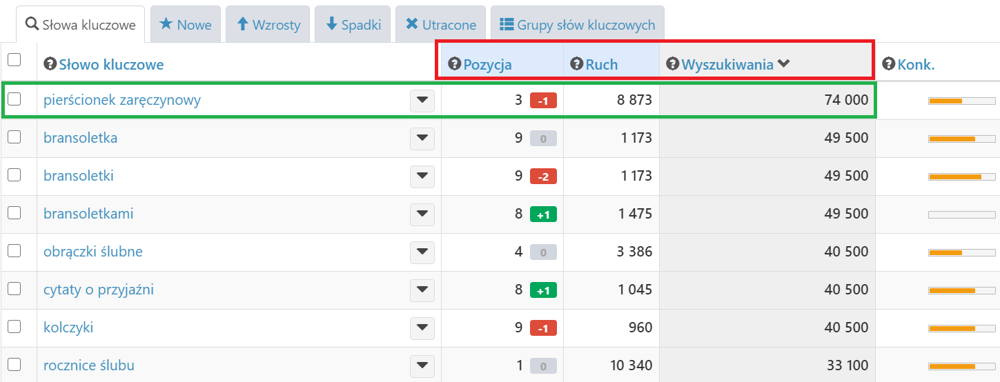 Słowa kluczowe Nowe Wzrosty Spadki Utracone Grupy słów kluczowych
Słowo kluczowe Pozycja Ruch Wyszukiwania Konk.
pierścionek zaręczynowy 3 -1 8 873 74 000
bransoletka 9 0 1 173 49 500
bransoletki 9 -2 1 173 49 500
bransoletkami 8 +1 1 475 49 500
obrączki ślubne 4 0 3 386 40 500
cytaty o przyjaźni 8 +1 1 045 40 500
kolczyki 9 -1 960 40 500
rocznice ślubu 1 0 10 340 33 100